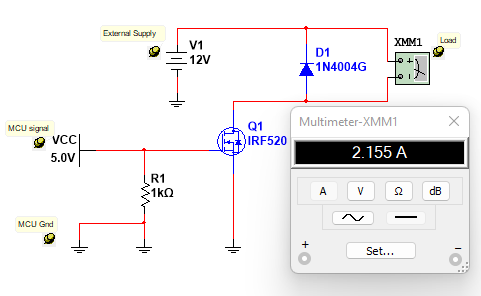 External Supply
V1
12V
D1
1N4004G
XMM1
Load
MCU signal
VCC
5.0V
Q1
IRF520
R1
1kΩ
MCU Gnd
Multimeter-XMM1
2.155 A
A
V
Ω
dB
Set...
+
−